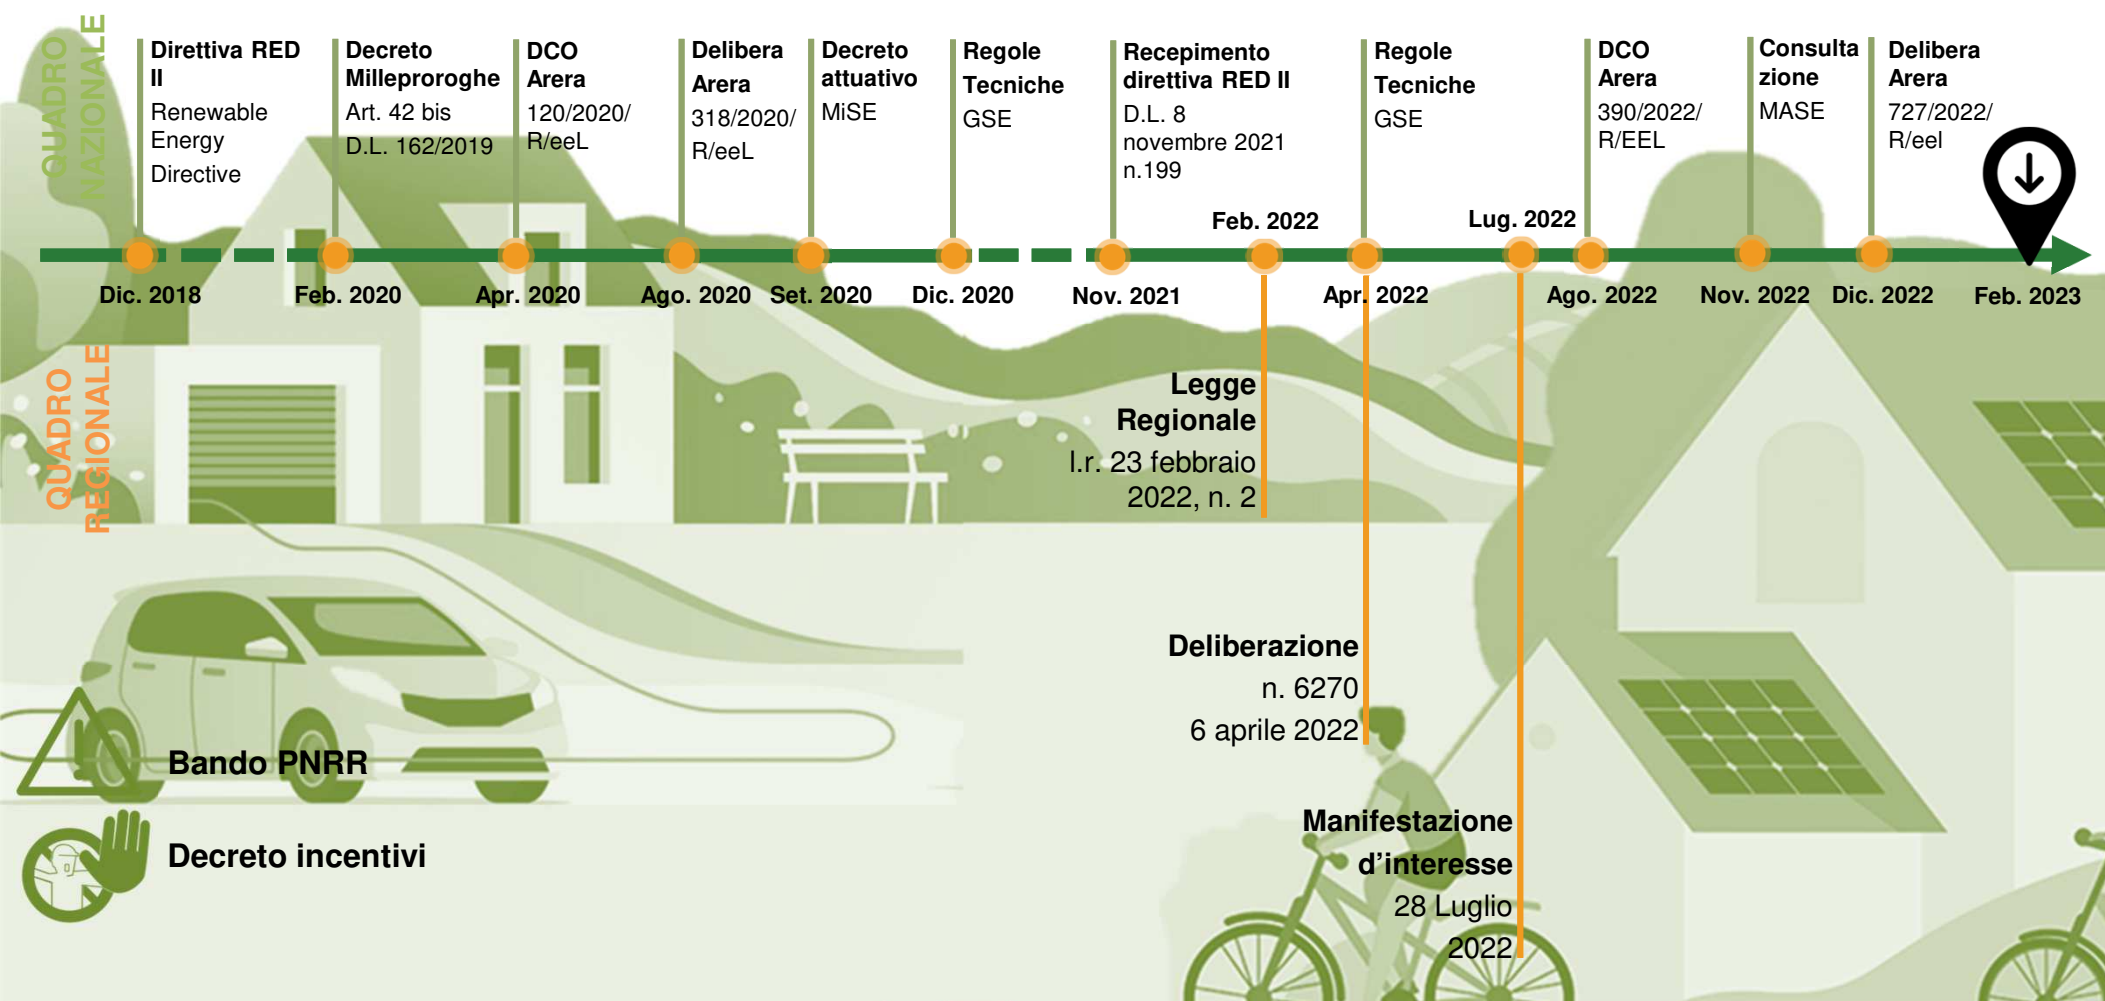 QUADRO
NAZIONALE
Direttiva RED
II
Renewable
Energy
Directive
Dic. 2018
Decreto
Milleproroghe
Art. 42 bis
D.L. 162/2019
Feb. 2020
DCO
Arera
120/2020/
R/eeL
Apr. 2020
Delibera
Arera
318/2020/
R/eeL
Ago. 2020
Decreto
attuativo
MiSE
Set. 2020
Regole
Tecniche
GSE
Dic. 2020
Recepimento
direttiva RED II
D.L. 8
novembre 2021
n.199
Nov. 2021
Feb. 2022
Regole
Tecniche
GSE
Apr. 2022
Lug. 2022
DCO
Arera
390/2022/
R/EEL
Ago. 2022
Consulta
zione
MASE
Nov. 2022
Delibera
Arera
727/2022/
R/eel
Dic. 2022
Feb. 2023
QUADRO
REGIONALE
Legge
Regionale
l.r. 23 febbraio
2022, n. 2
Deliberazione
n. 6270
6 aprile 2022
Manifestazione
d’interesse
28 Luglio
2022
Bando PNRR
Decreto incentivi